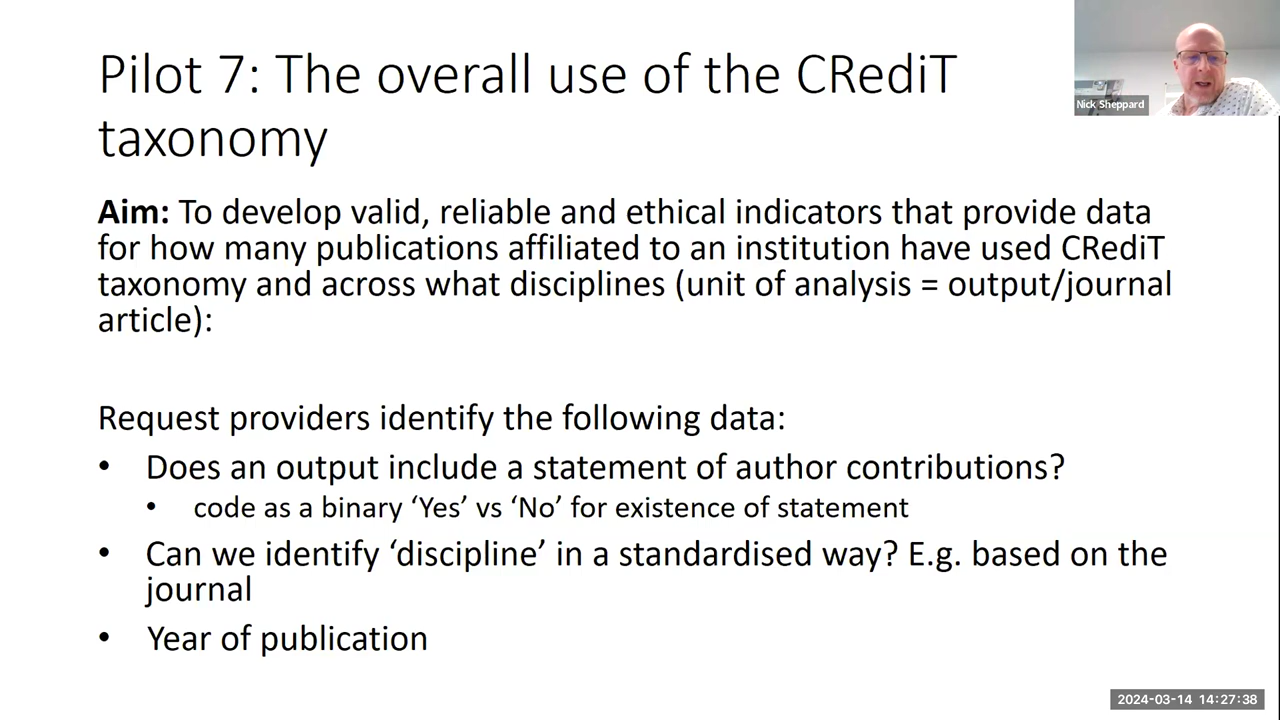 Pilot 7: The overall use of the CRediT
taxonomy
Nick Sheppard
Aim: To develop valid, reliable and ethical indicators that provide data
for how many publications affiliated to an institution have used CRediT
taxonomy and across what disciplines (unit of analysis = output/journal
article):
Request providers identify the following data:
• Does an output include a statement of author contributions?
• code as a binary ‘Yes’ vs ‘No’ for existence of statement
• Can we identify ‘discipline’ in a standardised way? E.g. based on the
journal
• Year of publication
2024-03-14 14:27:38